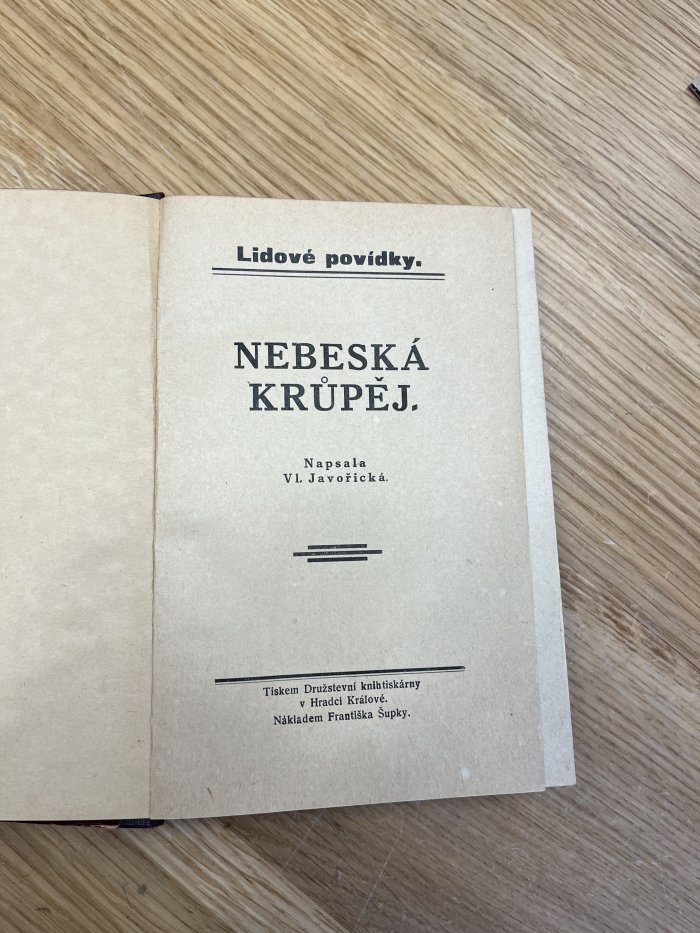 Lidové povídky.
NEBESKÁ
KRŮPĚJ.
Napsala
Vl. Javořická.
Tiskem Družstevní knihtiskárny
v Hradci Králové.
Nákladem Františka Šupky.